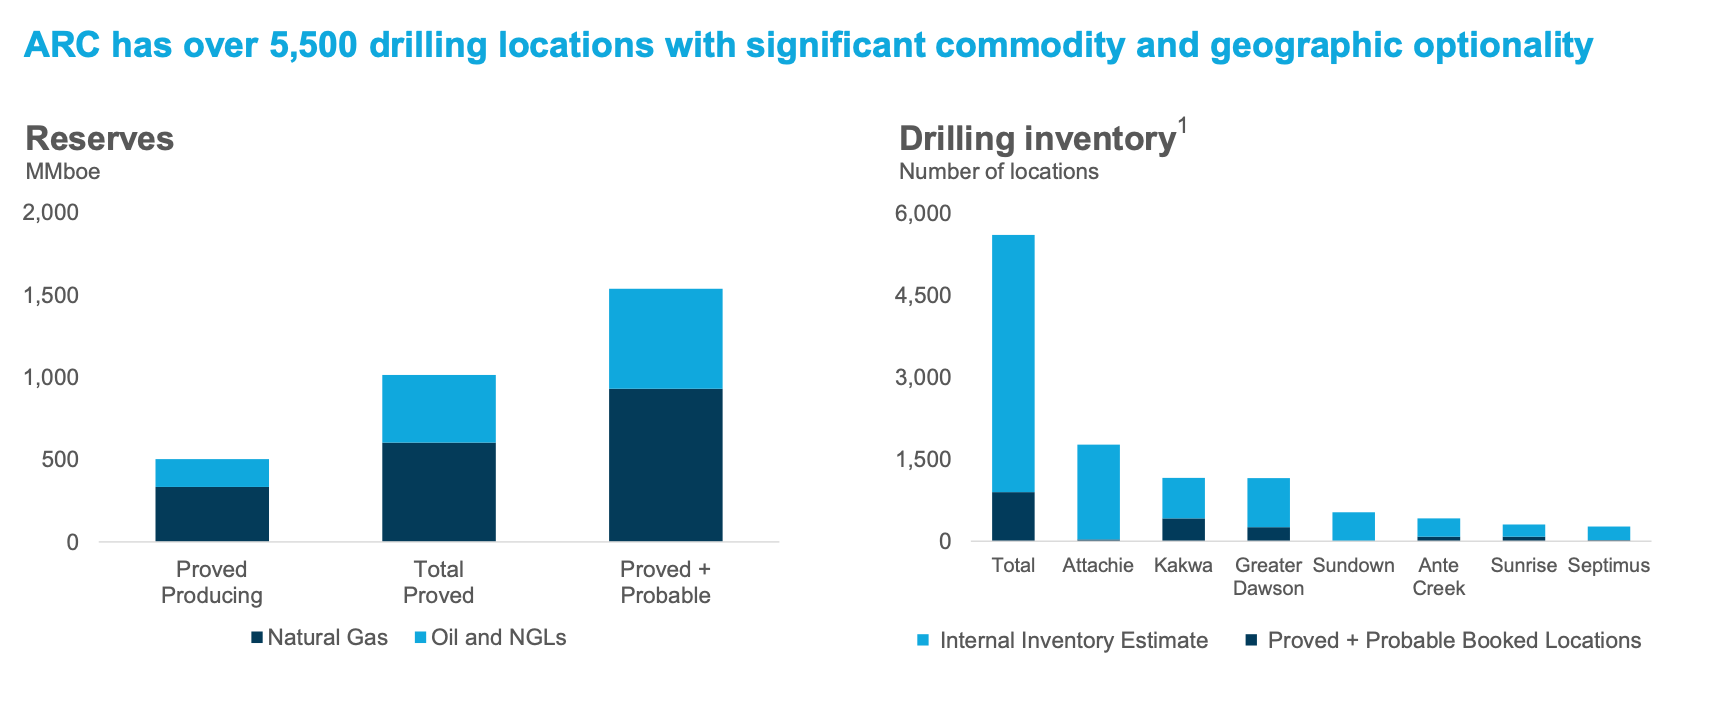 ARC has over 5,500 drilling locations with significant commodity and geographic optionality
Reserves
MMboe
2,000
1,500
1,000
500
0
Proved
Producing
Total
Proved
Proved +
Probable
Natural Gas
Oil and NGLs
Drilling inventory1
Number of locations
6,000
4,500
3,000
1,500
0
Total
Attachie
Kakwa
Greater
Dawson
Sundown
Ante
Creek
Sunrise
Septimus
Internal Inventory Estimate
Proved + Probable Booked Locations